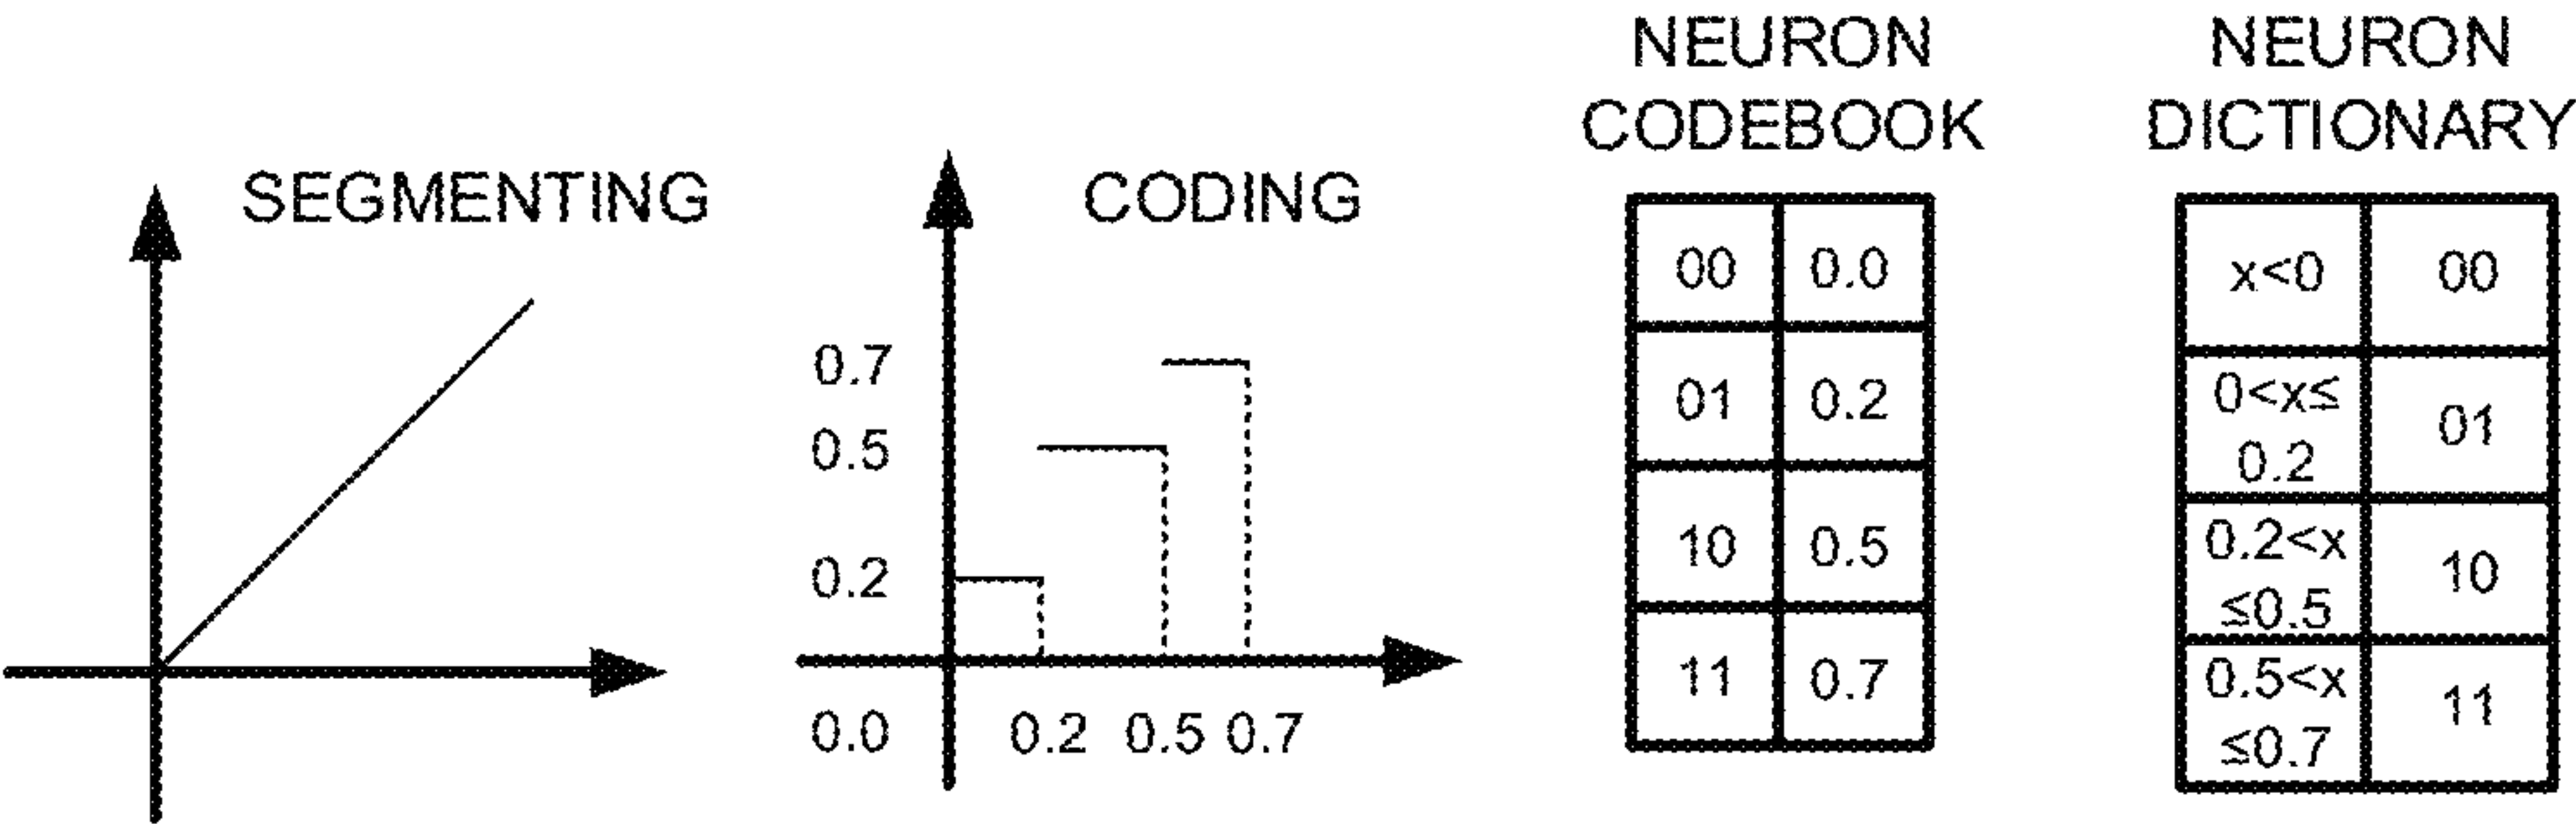 SEGMENTING
CODING
0.7
0.5
0.2
0.0
0.2 0.5 0.7
NEURON
CODEBOOK
00 0.0
01 0.2
10 0.5
11 0.7
NEURON
DICTIONARY
x<0 00
0<x≤
0.2
01
0.2<x
≤0.5
10
0.5<x
≤0.7
11